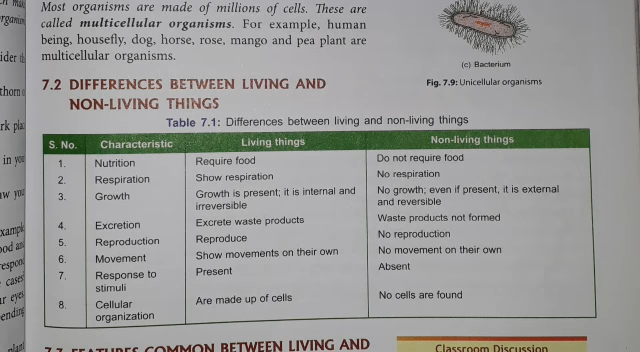 Most organisms are made of millions of cells. These are
called multicellular organisms. For example, human
being, housefly, dog, horse, rose, mango and pea plant are
multicellular organisms.
(c) Bacterium
Fig. 7.9: Unicellular organisms
7.2 DIFFERENCES BETWEEN LIVING AND
NON-LIVING THINGS
Table 7.1: Differences between living and non-living things
S. No. Characteristic Living things Non-living things
1. Nutrition Require food Do not require food
2. Respiration Show respiration No respiration
3. Growth Growth is present; it is internal and No growth; even if present, it is external
irreversible and reversible
4. Excretion Excrete waste products Waste products not formed
5. Reproduction Reproduce No reproduction
6. Movement Show movements on their own No movement on their own
7. Response to Present Absent
stimuli
8. Cellular Are made up of cells No cells are found
organization
FEATURES COMMON BETWEEN LIVING AND
Classroom Discussion